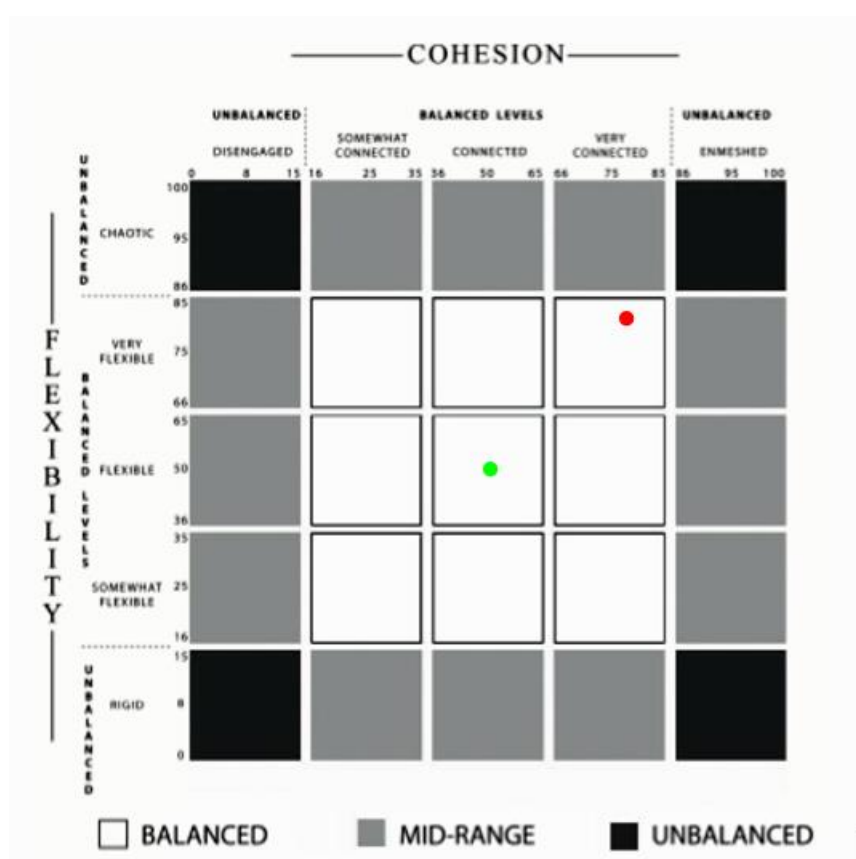 COHESION
UNBALANCED BALANCED LEVELS UNBALANCED
DISENGAGED SOMEWHAT CONNECTED CONNECTED VERY CONNECTED ENMESHED
0 8 15 16 25 35 36 50 65 66 75 85 86 95 100
FLEXIBILITY
UNBALANCED
CHAOTIC
100
95
86
BALANCED LEVELS
VERY
FLEXIBLE
85
75
66
FLEXIBLE
65
50
36
SOMEWHAT
FLEXIBLE
35
25
16
UNBALANCED
RIGID
15
8
0
BALANCED MID-RANGE UNBALANCED